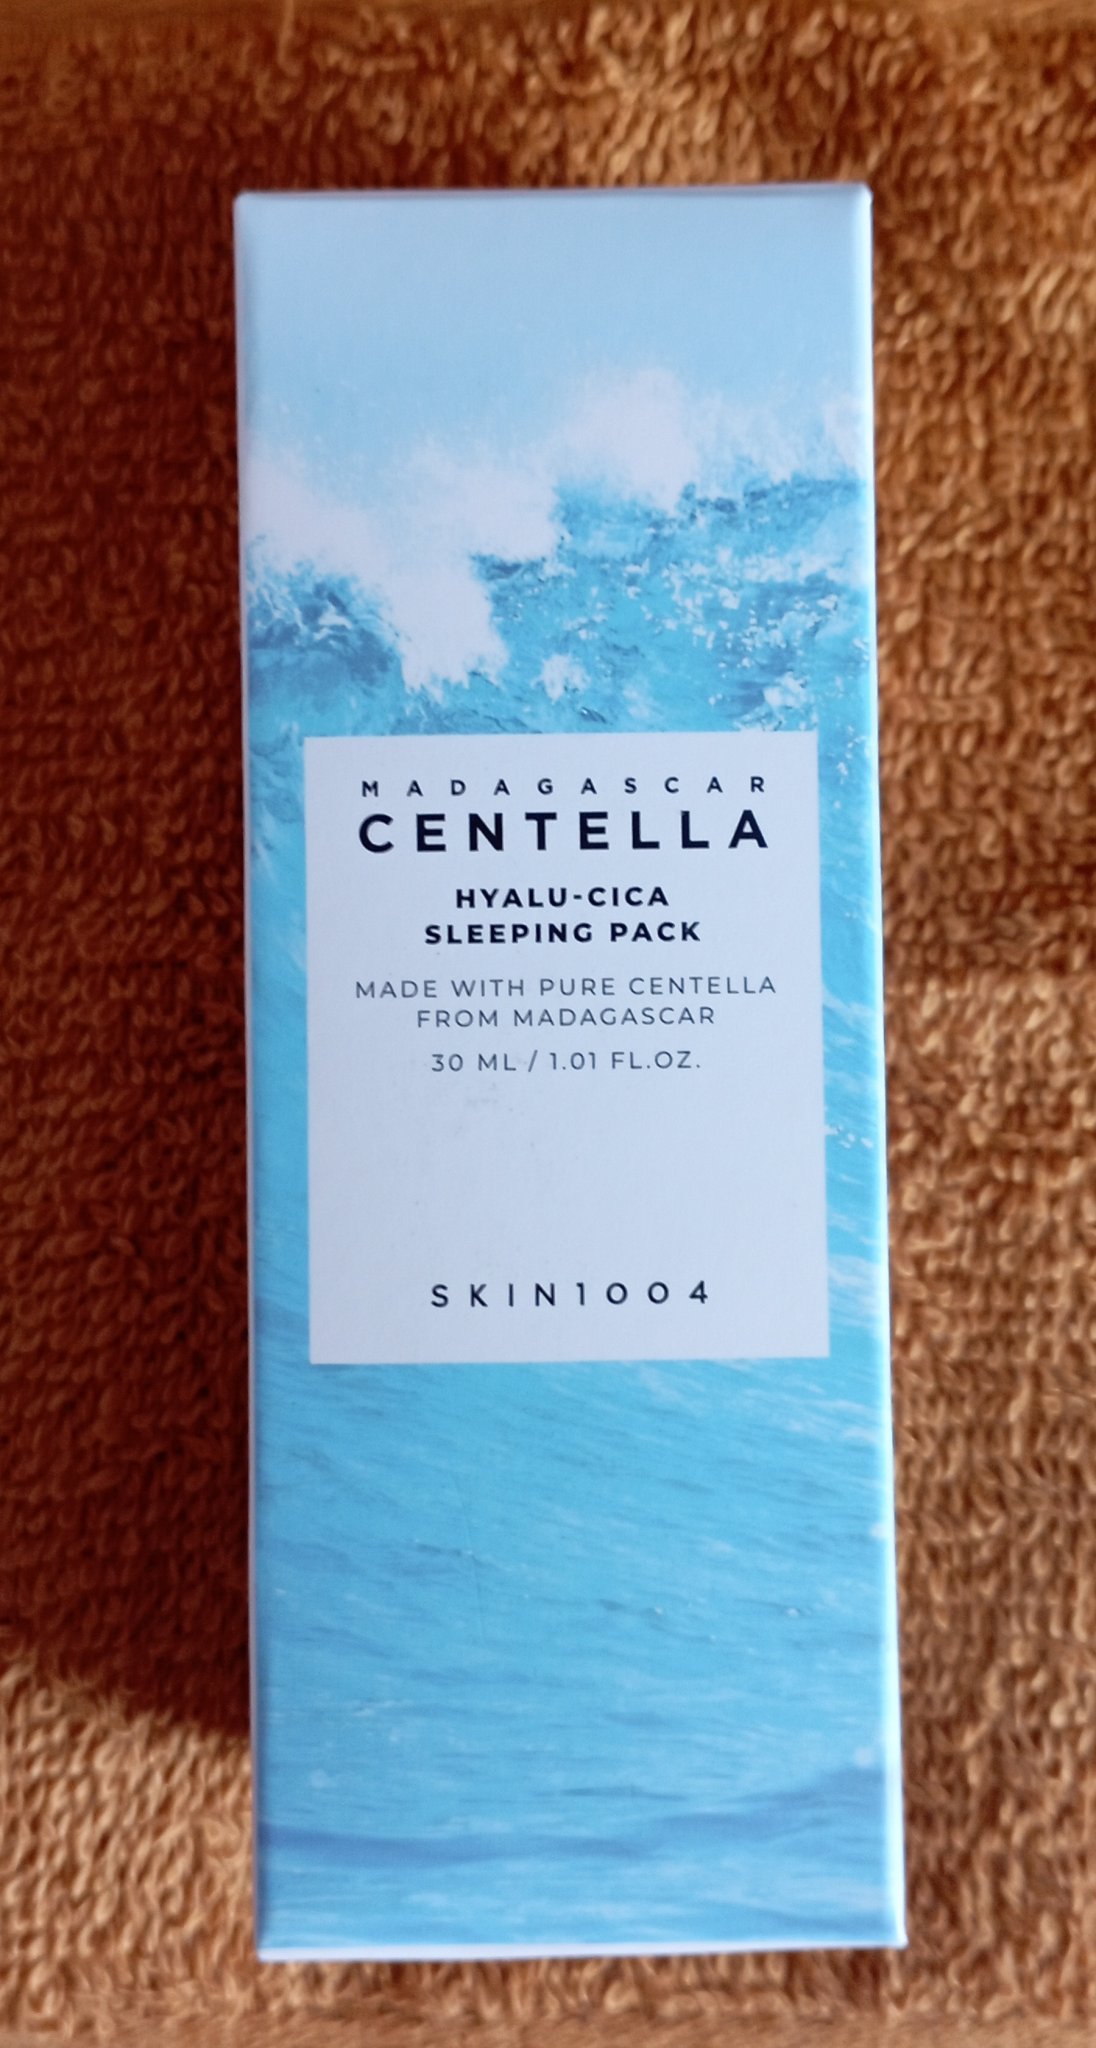 MADAGASCAR
CENTELLA
HYALU-CICA
SLEEPING PACK
MADE WITH PURE CENTELLA
FROM MADAGASCAR
30 ML / 1.01 FL.OZ.
SKIN1004